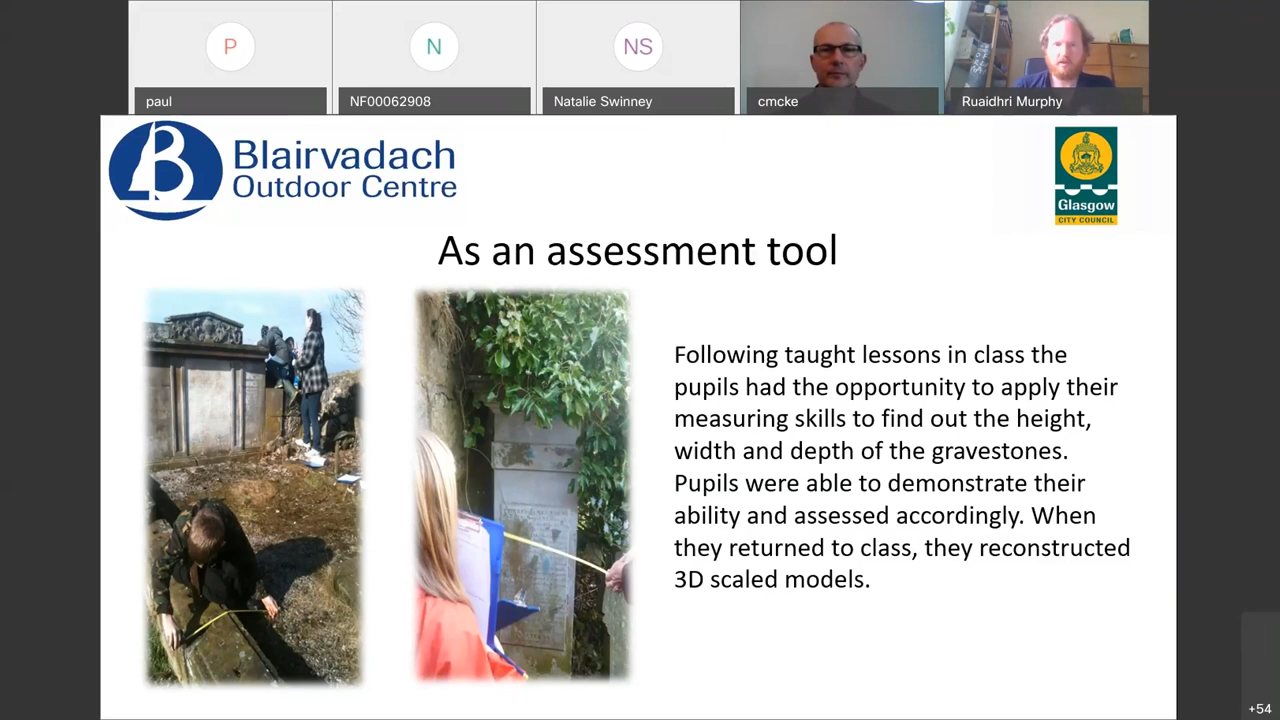 P
N
NS
paul
NF00062908
Natalie Swinney
cmcke
Ruaidhri Murphy
B
Blairvadach
Outdoor Centre
Glasgow
CITY COUNCIL
As an assessment tool
Following taught lessons in class the
pupils had the opportunity to apply their
measuring skills to find out the height,
width and depth of the gravestones.
Pupils were able to demonstrate their
ability and assessed accordingly. When
they returned to class, they reconstructed
3D scaled models.
+54